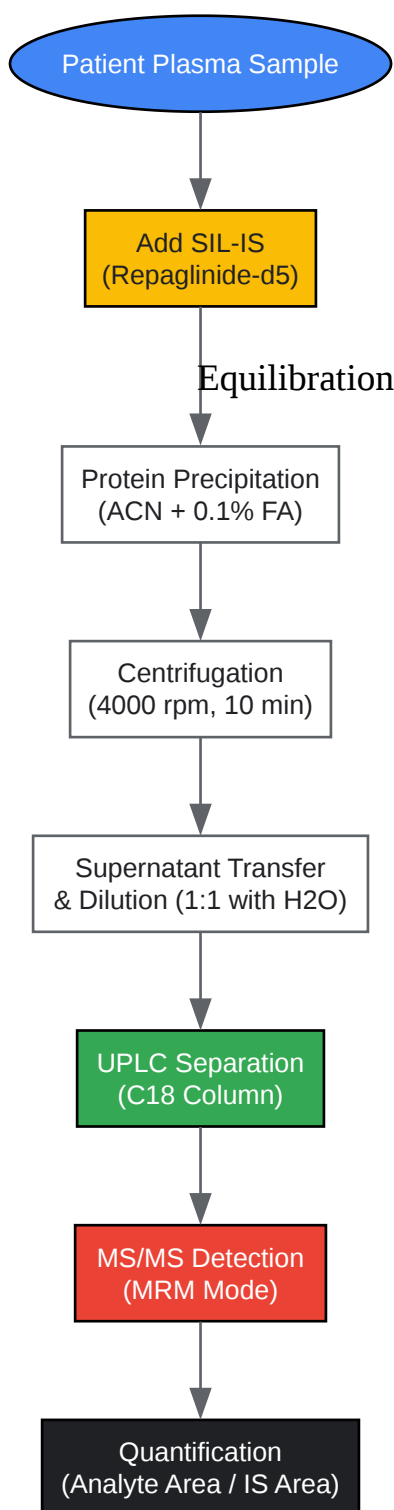 Patient Plasma Sample
Add SIL-IS
(Repaglinide-d5)
Equilibration
Protein Precipitation
(ACN + 0.1% FA)
Centrifugation
(4000 rpm, 10 min)
Supernatant Transfer
& Dilution (1:1 with H2O)
UPLC Separation
(C18 Column)
MS/MS Detection
(MRM Mode)
Quantification
(Analyte Area / IS Area)